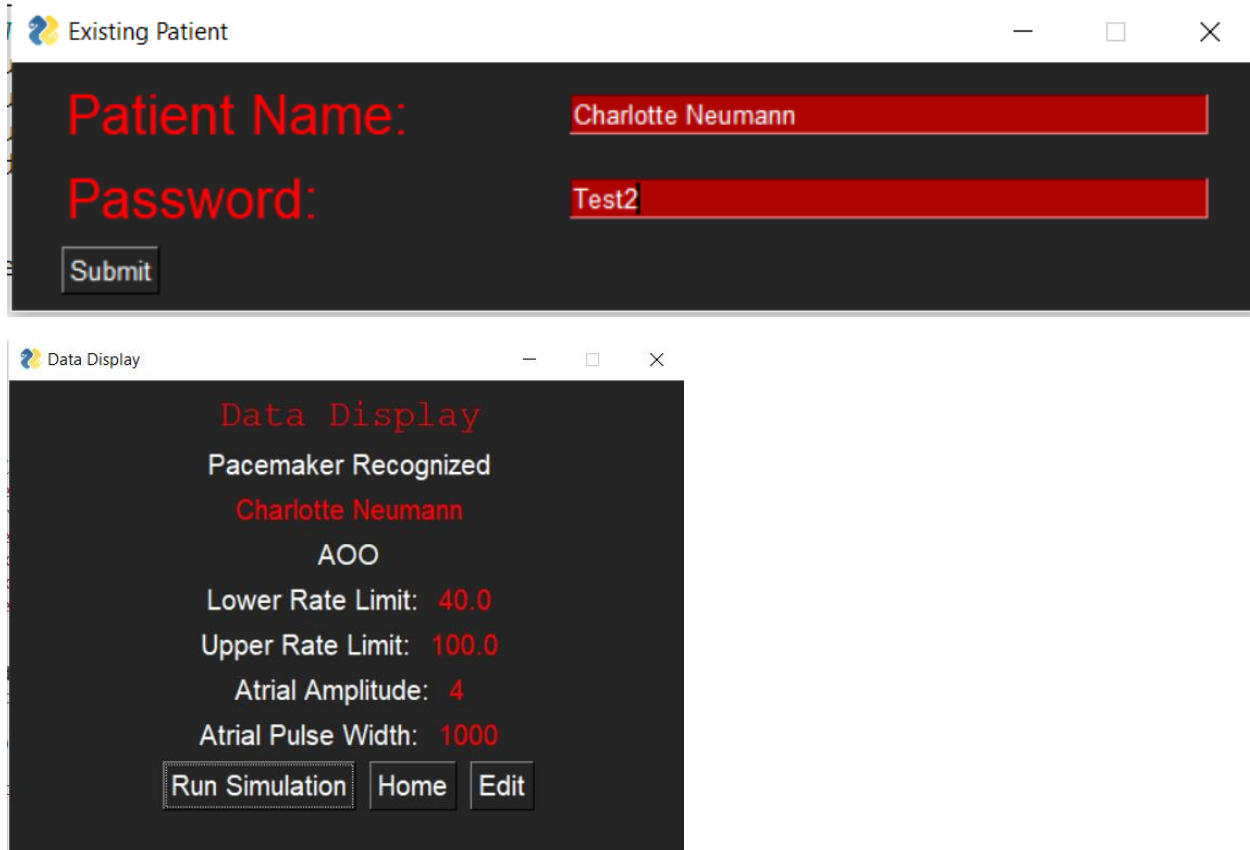 Existing Patient
Patient Name: Charlotte Neumann
Password: Test2
Submit
Data Display
Data Display
Pacemaker Recognized
Charlotte Neumann
AOO
Lower Rate Limit: 40.0
Upper Rate Limit: 100.0
Atrial Amplitude: 4
Atrial Pulse Width: 1000
Run Simulation Home Edit